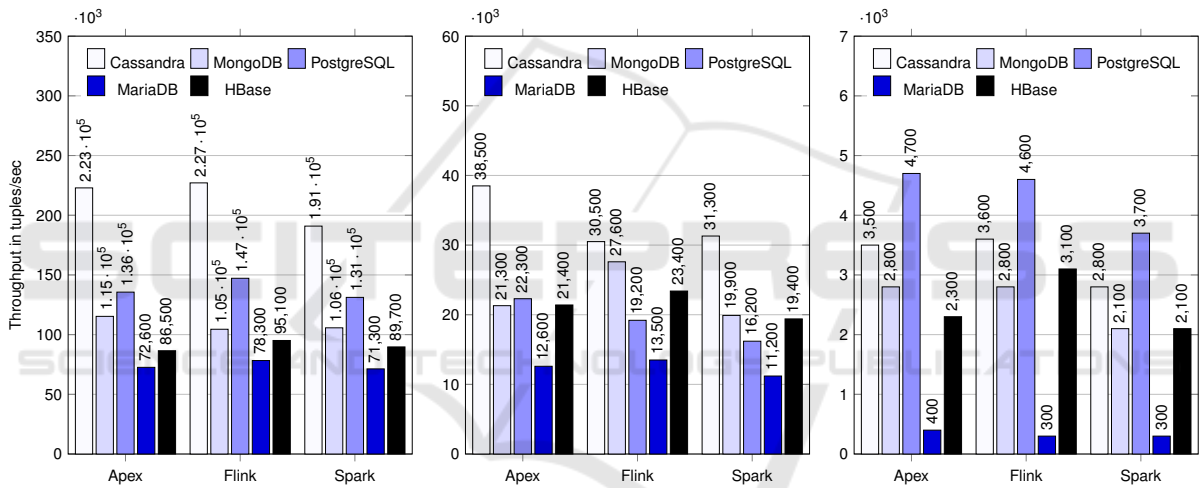 Throughput in tuples/sec
·10³
350
300
250
200
150
100
50
0
Cassandra MongoDB PostgreSQL
MariaDB HBase
2.23 · 10⁵
1.15 · 10⁵
1.36 · 10⁵
72,600
86,500
2.27 · 10⁵
1.05 · 10⁵
1.47 · 10⁵
78,300
95,100
1.91 · 10⁵
1.06 · 10⁵
1.31 · 10⁵
71,300
89,700
Apex Flink Spark
·10³
60
50
40
30
20
10
0
Cassandra MongoDB PostgreSQL
MariaDB HBase
38,500
21,300
22,300
12,600
21,400
30,500
27,600
19,200
13,500
23,400
31,300
19,900
16,200
11,200
19,400
Apex Flink Spark
·10³
7
6
5
4
3
2
1
0
Cassandra MongoDB PostgreSQL
MariaDB HBase
3,500
2,800
4,700
400
2,300
3,600
2,800
4,600
300
3,100
2,800
2,100
3,700
300
2,100
Apex Flink Spark
SCITEPRESS
SCIENCE AND TECHNOLOGY PUBLICATIONS